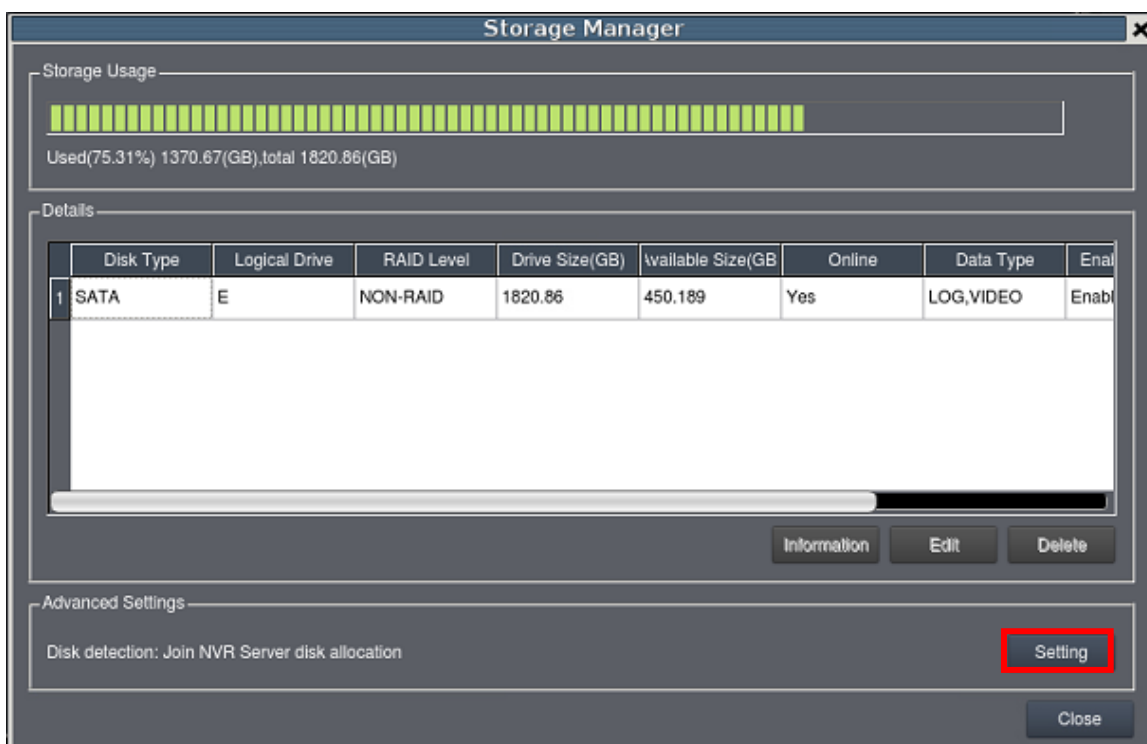 Storage Manager
Storage Usage
Used(75.31%) 1370.67(GB),total 1820.86(GB)
Details
Disk Type Logical Drive RAID Level Drive Size(GB) Available Size(GB Online Data Type Enal
1 SATA E NON-RAID 1820.86 450.189 Yes LOG,VIDEO Enabl
Information Edit Delete
Advanced Settings
Disk detection: Join NVR Server disk allocation
Setting
Close